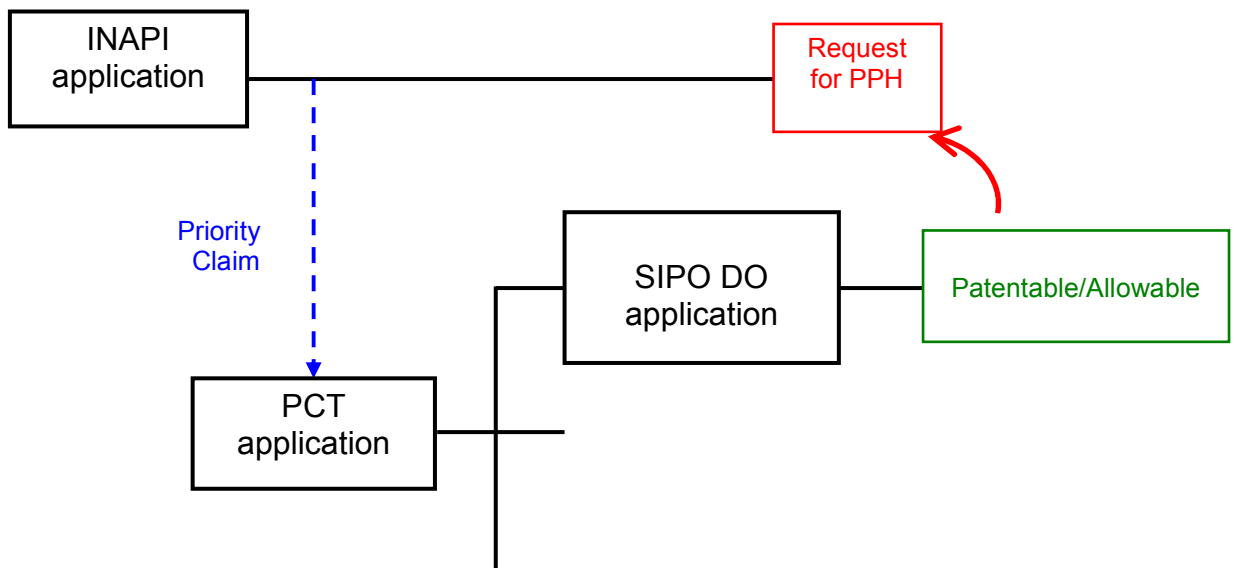 INAPI
application
Request
for PPH
Priority
Claim
SIPO DO
application
Patentable/Allowable
PCT
application